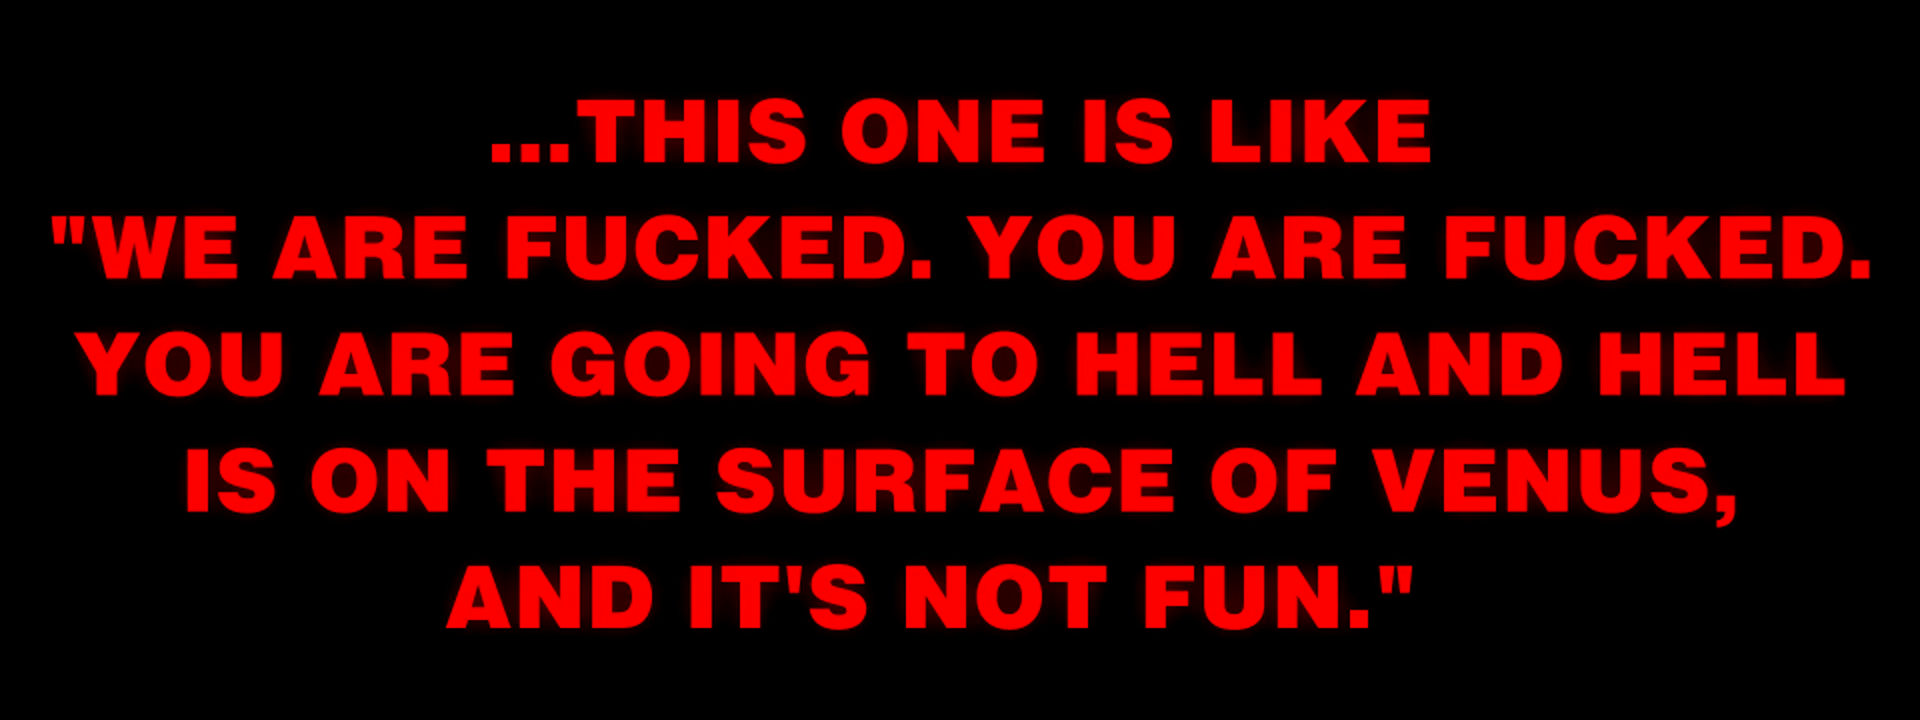 ...THIS ONE IS LIKE
"WE ARE FUCKED. YOU ARE FUCKED.
YOU ARE GOING TO HELL AND HELL
IS ON THE SURFACE OF VENUS,
AND IT'S NOT FUN."